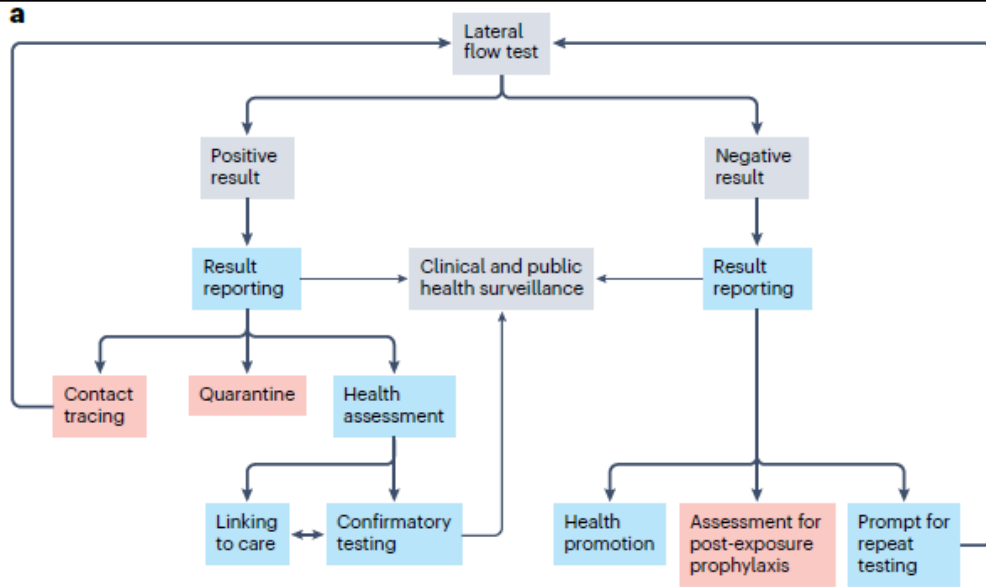 a
Lateral
flow test
Positive
result
Negative
result
Result
reporting
Clinical and public
health surveillance
Result
reporting
Contact
tracing
Quarantine
Health
assessment
Linking
to care
Confirmatory
testing
Health
promotion
Assessment for
post-exposure
prophylaxis
Prompt for
repeat
testing